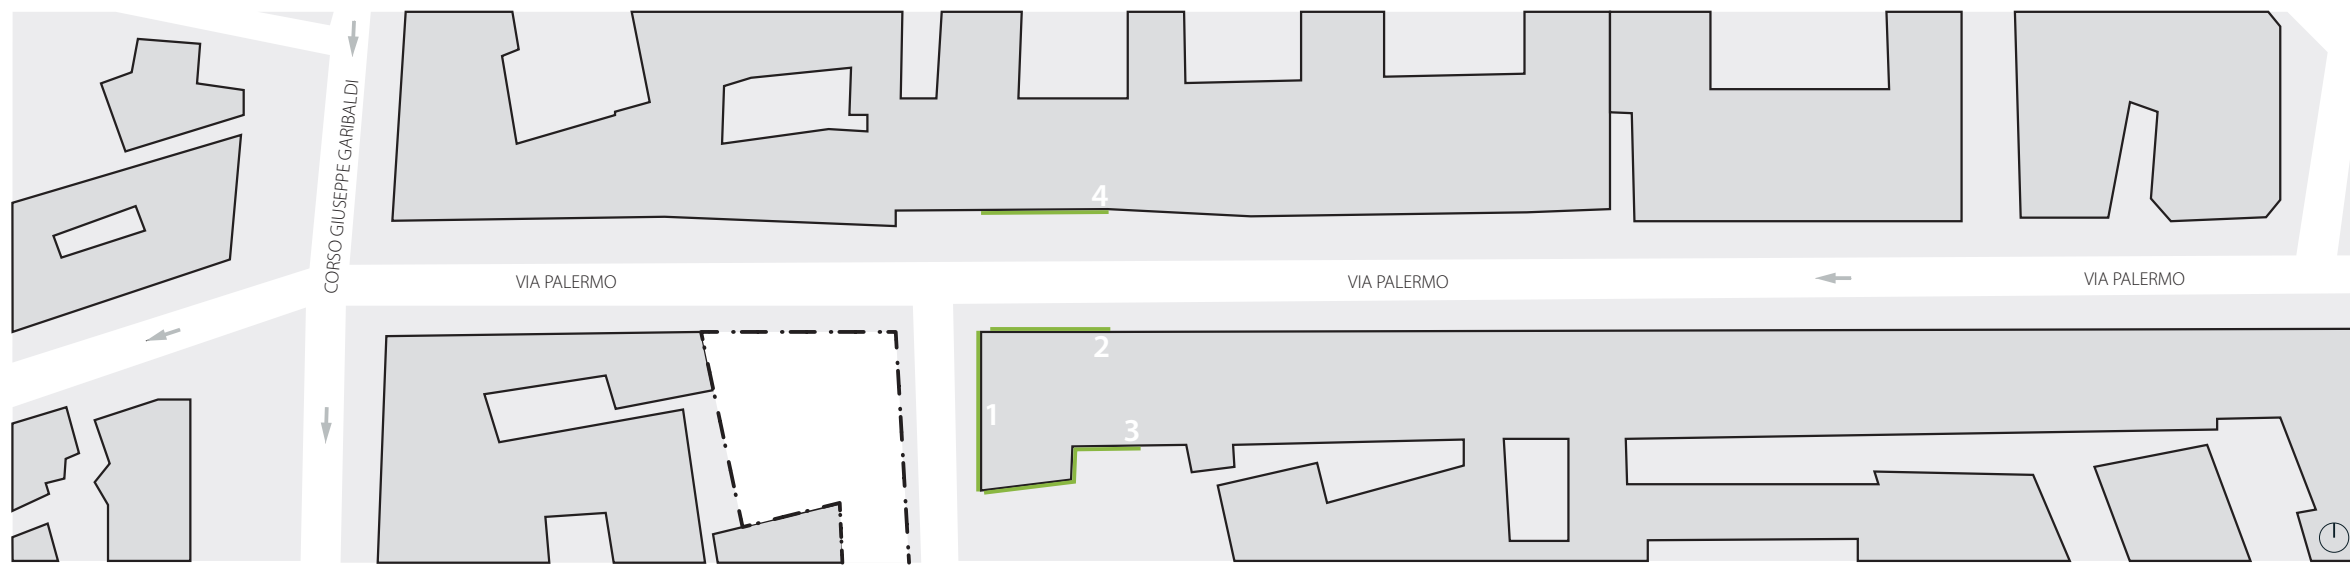 CORSO GIUSEPPE GARIBALDI
4
VIA PALERMO
VIA PALERMO
VIA PALERMO
2
1
3